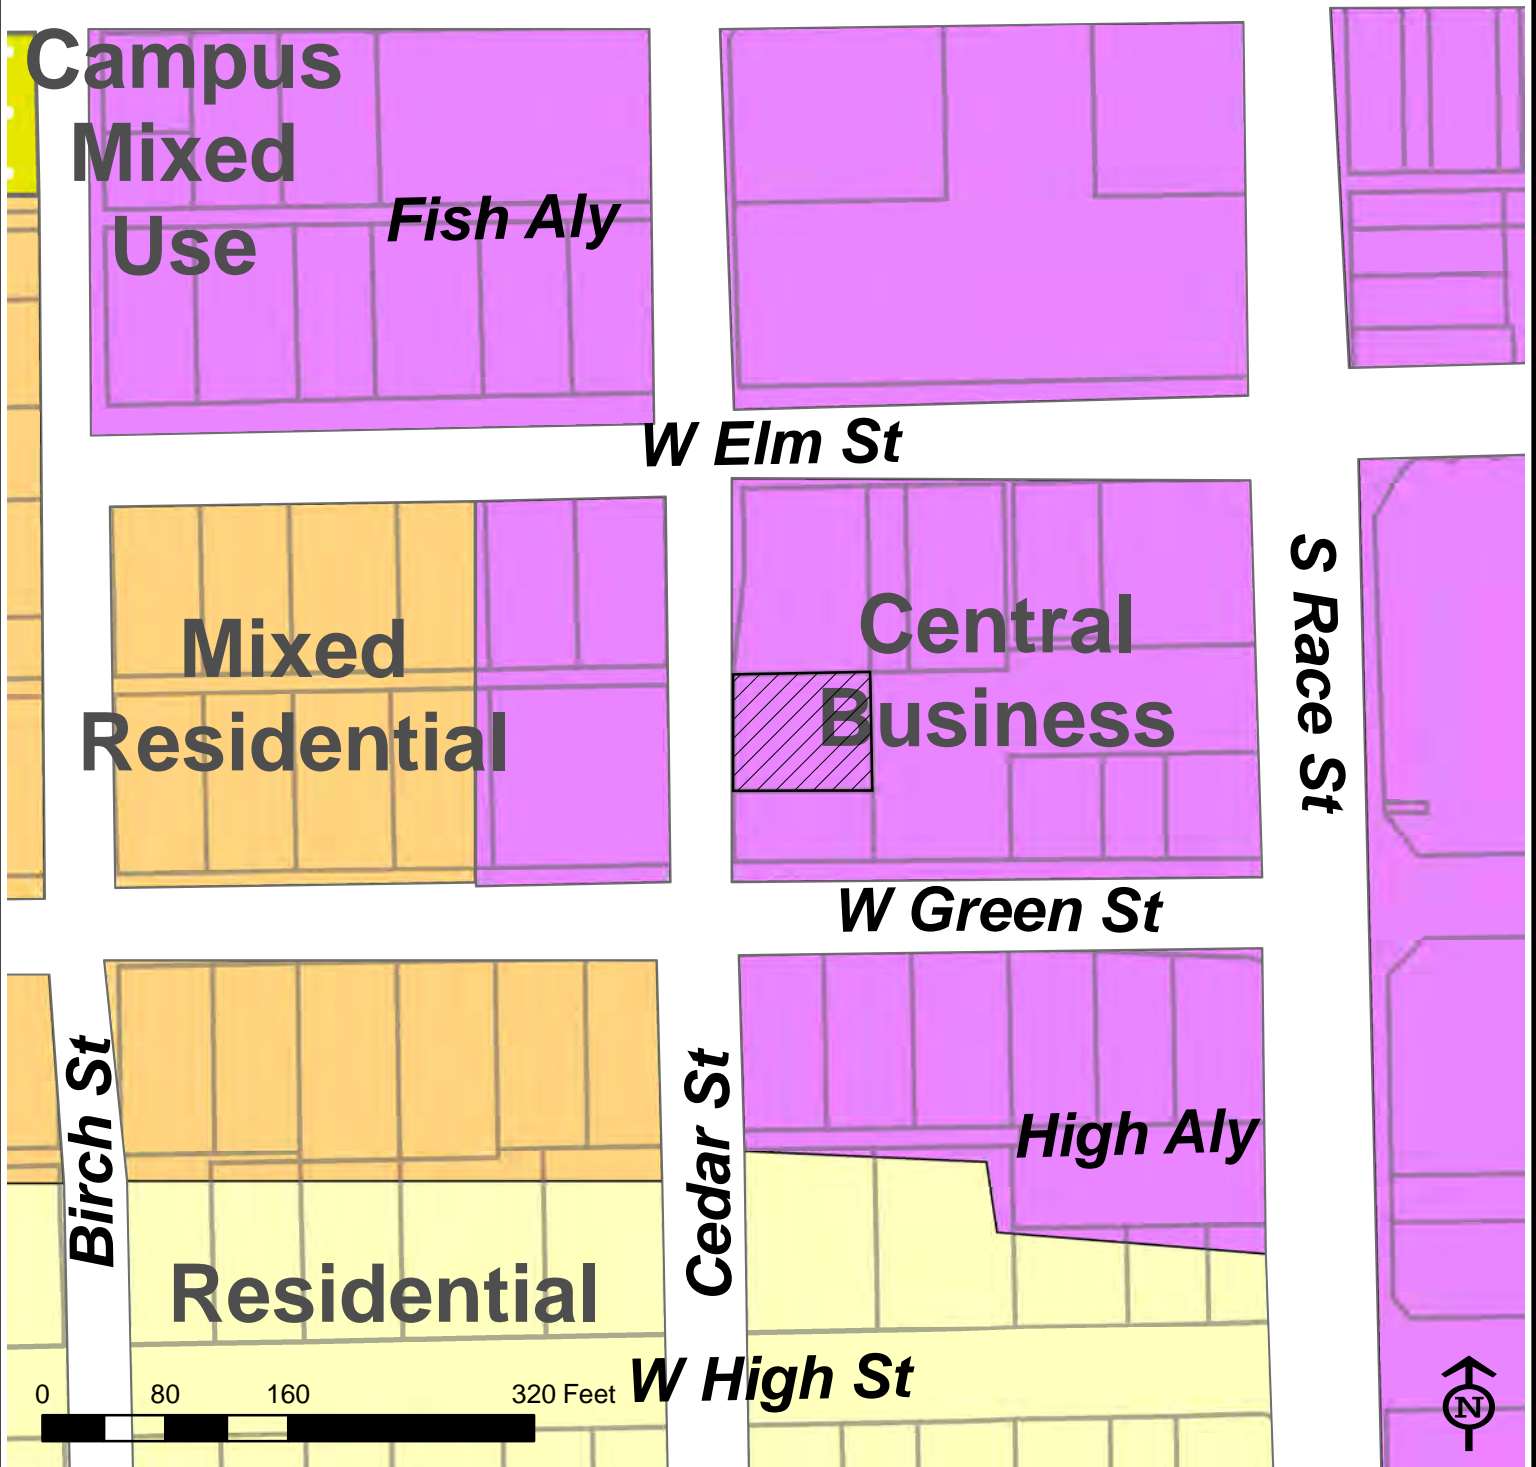 Campus
Mixed
Use
Fish Aly
W Elm St
S Race St
Central
Business
Mixed
Residential
W Green St
Birch St
Cedar St
High Aly
Residential
W High St
0 80 160 320 Feet
N